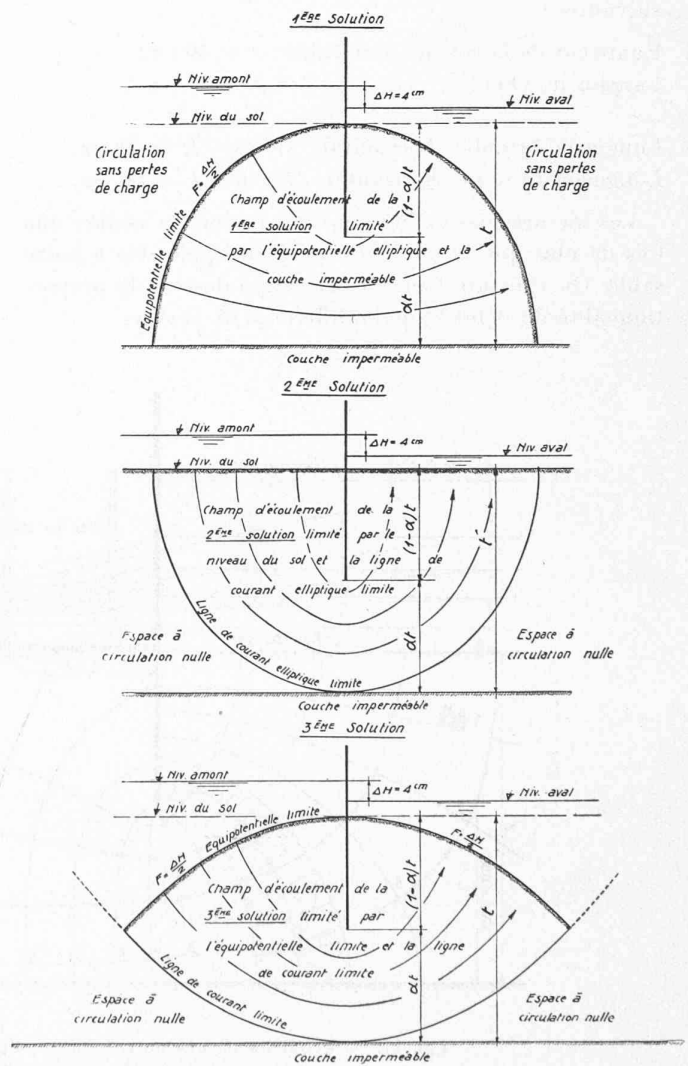 1ÈRE Solution
Niv. amont
ΔH = 4 cm
Niv. aval
Niv. du sol
Circulation
sans pertes
de charge
Circulation
sans pertes
de charge
Equipotentielle limite
F = ΔH/2
Champ d'écoulement de la
1ÈRE solution limité
par l'équipotentielle elliptique et la
couche imperméable
(1-α)t
αt
t
Couche imperméable
2ÈME Solution
Niv. amont
ΔH = 4 cm
Niv. aval
Niv. du sol
Champ d'écoulement de la
2ÈME solution limité par le
niveau du sol et la ligne de
courant elliptique limite
(1-α)t
αt
t
Ligne de courant elliptique limite
Espace à
circulation nulle
Espace à
circulation nulle
Couche imperméable
3ÈME Solution
Niv. amont
ΔH = 4 cm
Niv. aval
Niv. du sol
Equipotentielle limite
F = ΔH/2
F = ΔH/2
Champ d'écoulement de la
3ÈME solution limité par
l'équipotentielle limite et la ligne
de courant limite
(1-α)t
αt
t
Ligne de courant limite
Espace à
circulation nulle
Espace à
circulation nulle
Couche imperméable